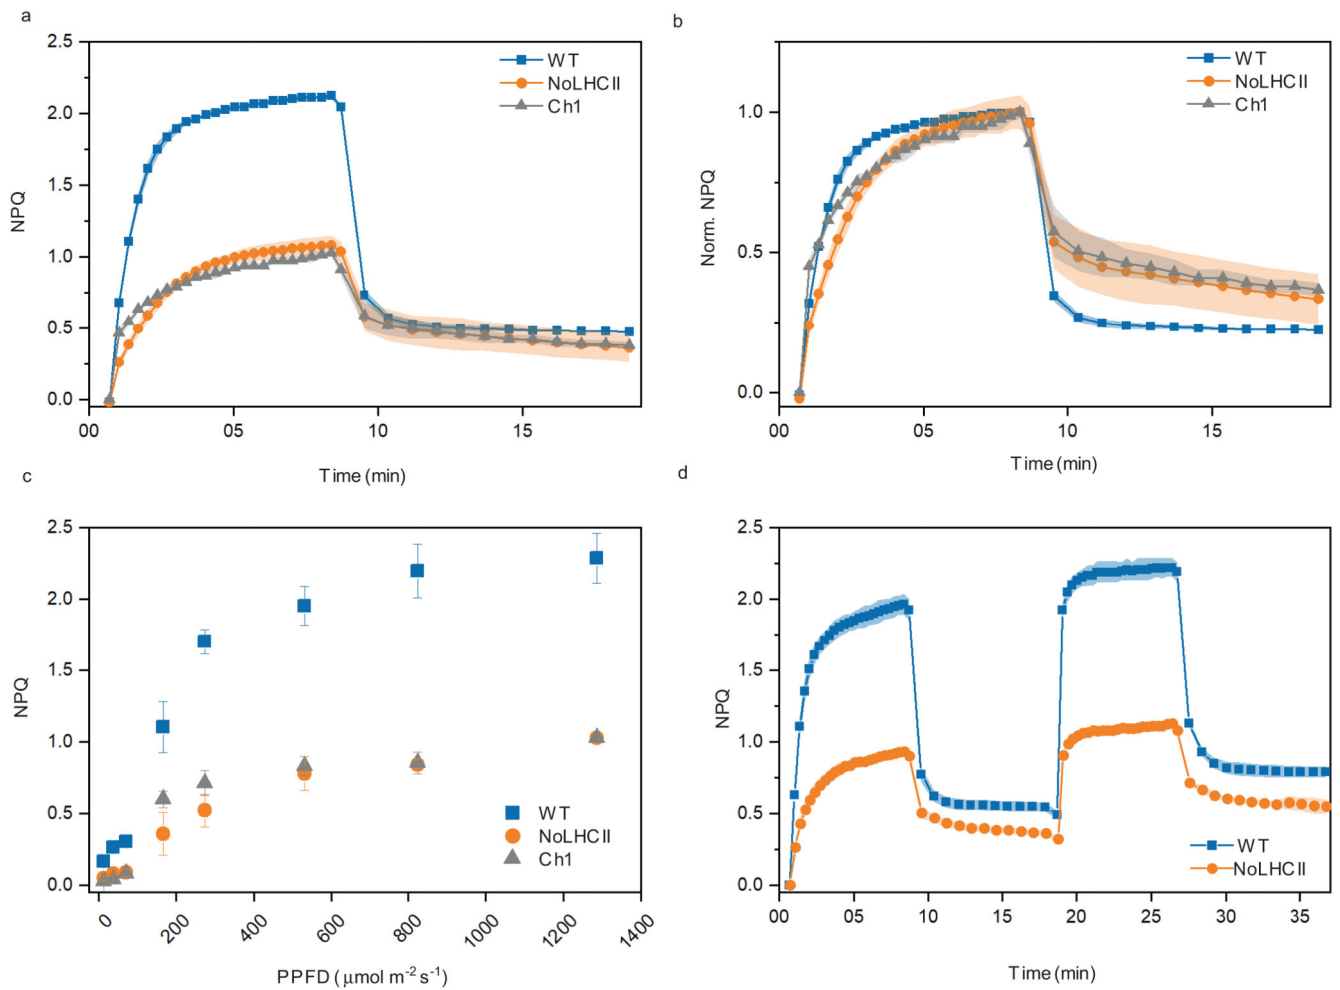 a
2.5
2.0
1.5
1.0
0.5
0.0
NPQ
WT
NoLHCII
Ch1
00 05 10 15
Time (min)
b
1.0
0.5
0.0
Norm. NPQ
WT
NoLHCII
Ch1
00 05 10 15
Time (min)
c
2.5
2.0
1.5
1.0
0.5
0.0
NPQ
WT
NoLHCII
Ch1
0 200 400 600 800 1000 1200 1400
PPFD (μmol m⁻² s⁻¹)
d
2.5
2.0
1.5
1.0
0.5
0.0
NPQ
WT
NoLHCII
00 05 10 15 20 25 30 35
Time (min)